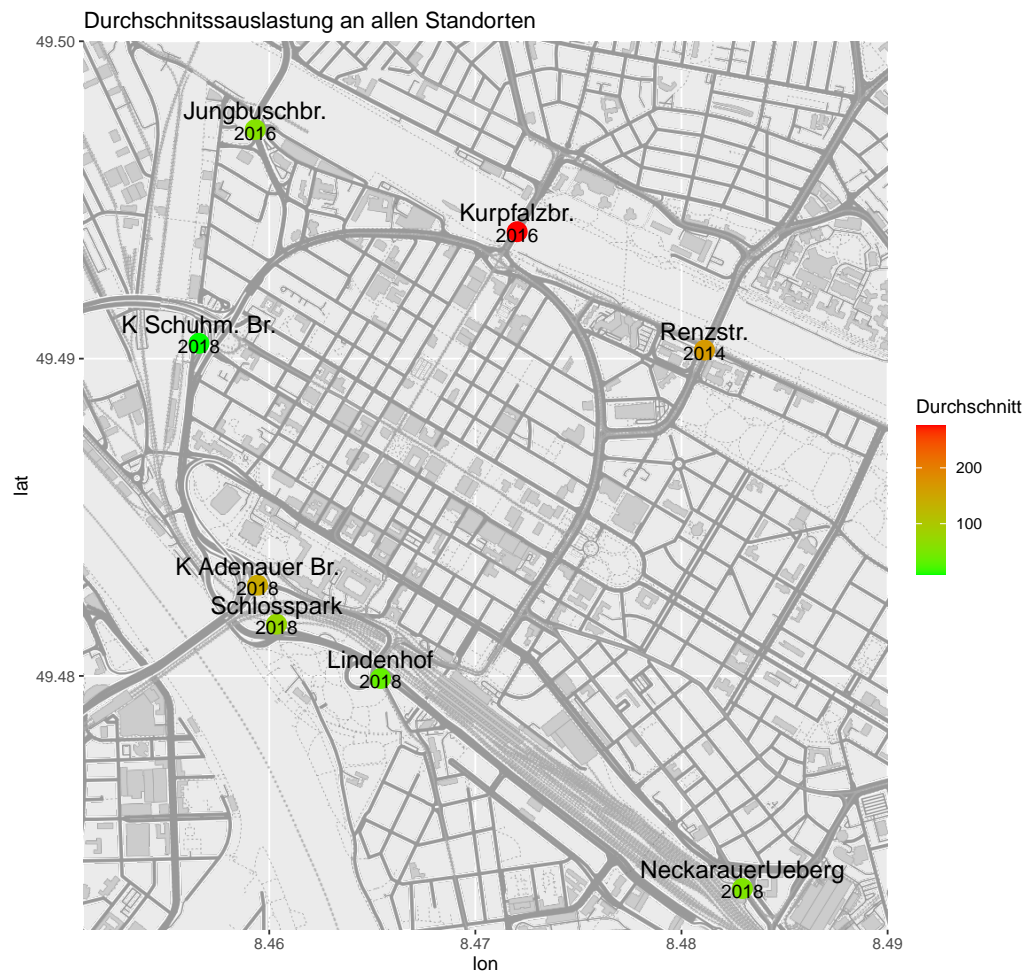 Durchschnitssauslastung an allen Standorten
49.50
Jungbuschbr.
2016
Kurpfalzbr.
2016
K Schuhm. Br.
2018
Renzstr.
2014
49.49
Durchschnitt
200
100
lat
K Adenauer Br.
2018
Schlosspark
2018
Lindenhof
2018
49.48
NeckarauerUeberg
2018
8.46
8.47
8.48
8.49
lon